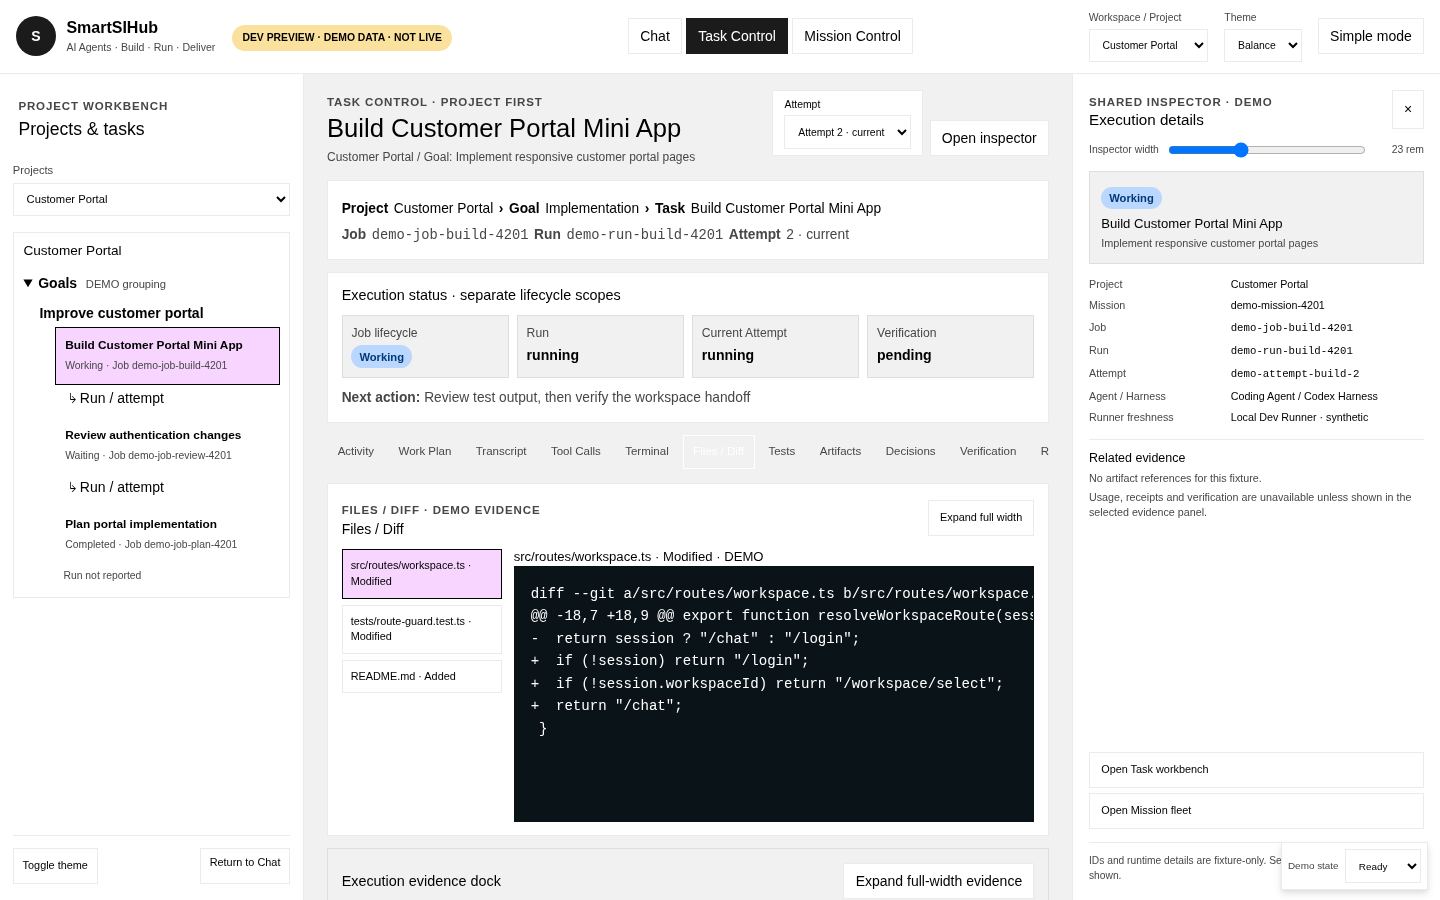 S
SmartSIHub
AI Agents · Build · Run · Deliver
DEV PREVIEW · DEMO DATA · NOT LIVE
Chat
Task Control
Mission Control
Workspace / Project
Customer Portal
Theme
Balance
Simple mode
PROJECT WORKBENCH
Projects & tasks
Projects
Customer Portal
Customer Portal
▼ Goals DEMO grouping
Improve customer portal
Build Customer Portal Mini App
Working · Job demo-job-build-4201
↳ Run / attempt
Review authentication changes
Waiting · Job demo-job-review-4201
↳ Run / attempt
Plan portal implementation
Completed · Job demo-job-plan-4201
Run not reported
Toggle theme
Return to Chat
TASK CONTROL · PROJECT FIRST
Build Customer Portal Mini App
Customer Portal / Goal: Implement responsive customer portal pages
Attempt
Attempt 2 · current
Open inspector
Project Customer Portal › Goal Implementation › Task Build Customer Portal Mini App
Job demo-job-build-4201 Run demo-run-build-4201 Attempt 2 · current
Execution status · separate lifecycle scopes
Job lifecycle
Working
Run
running
Current Attempt
running
Verification
pending
Next action: Review test output, then verify the workspace handoff
Activity
Work Plan
Transcript
Tool Calls
Terminal
Files / Diff
Tests
Artifacts
Decisions
Verification
R
FILES / DIFF · DEMO EVIDENCE
Files / Diff
Expand full width
src/routes/workspace.ts ·
Modified
tests/route-guard.test.ts ·
Modified
README.md · Added
src/routes/workspace.ts · Modified · DEMO
diff --git a/src/routes/workspace.ts b/src/routes/workspace.
@@ -18,7 +18,9 @@ export function resolveWorkspaceRoute(sess
-  return session ? "/chat" : "/login";
+  if (!session) return "/login";
+  if (!session.workspaceId) return "/workspace/select";
+  return "/chat";
 }
Execution evidence dock
Expand full-width evidence
SHARED INSPECTOR · DEMO
Execution details
×
Inspector width
23 rem
Working
Build Customer Portal Mini App
Implement responsive customer portal pages
Project Customer Portal
Mission demo-mission-4201
Job demo-job-build-4201
Run demo-run-build-4201
Attempt demo-attempt-build-2
Agent / Harness Coding Agent / Codex Harness
Runner freshness Local Dev Runner · synthetic
Related evidence
No artifact references for this fixture.
Usage, receipts and verification are unavailable unless shown in the
selected evidence panel.
Open Task workbench
Open Mission fleet
IDs and runtime details are fixture-only. Se
shown.
Demo state
Ready